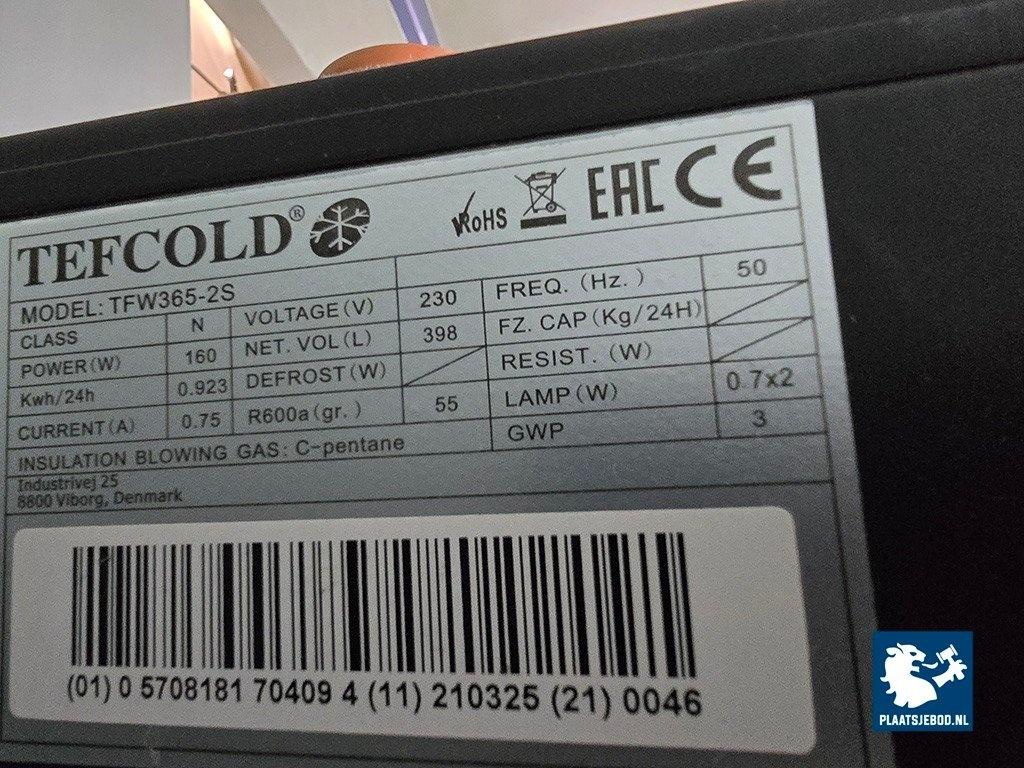 TEFCOLD®
RoHS EAC CE
MODEL: TFW365-2S
CLASS N VOLTAGE(V) 230 FREQ. (Hz. ) 50
POWER(W) 160 NET. VOL(L) 398 FZ. CAP(Kg/24H)
Kwh/24h 0.923 DEFROST(W) RESIST. (W)
CURRENT(A) 0.75 R600a(gr. ) 55 LAMP(W) 0.7x2
INSULATION BLOWING GAS: C-pentane GWP 3
Industrivej 25
8800 Viborg, Denmark
(01) 0 5708181 70409 4 (11) 210325 (21) 0046
PLAATSJEBOD.NL